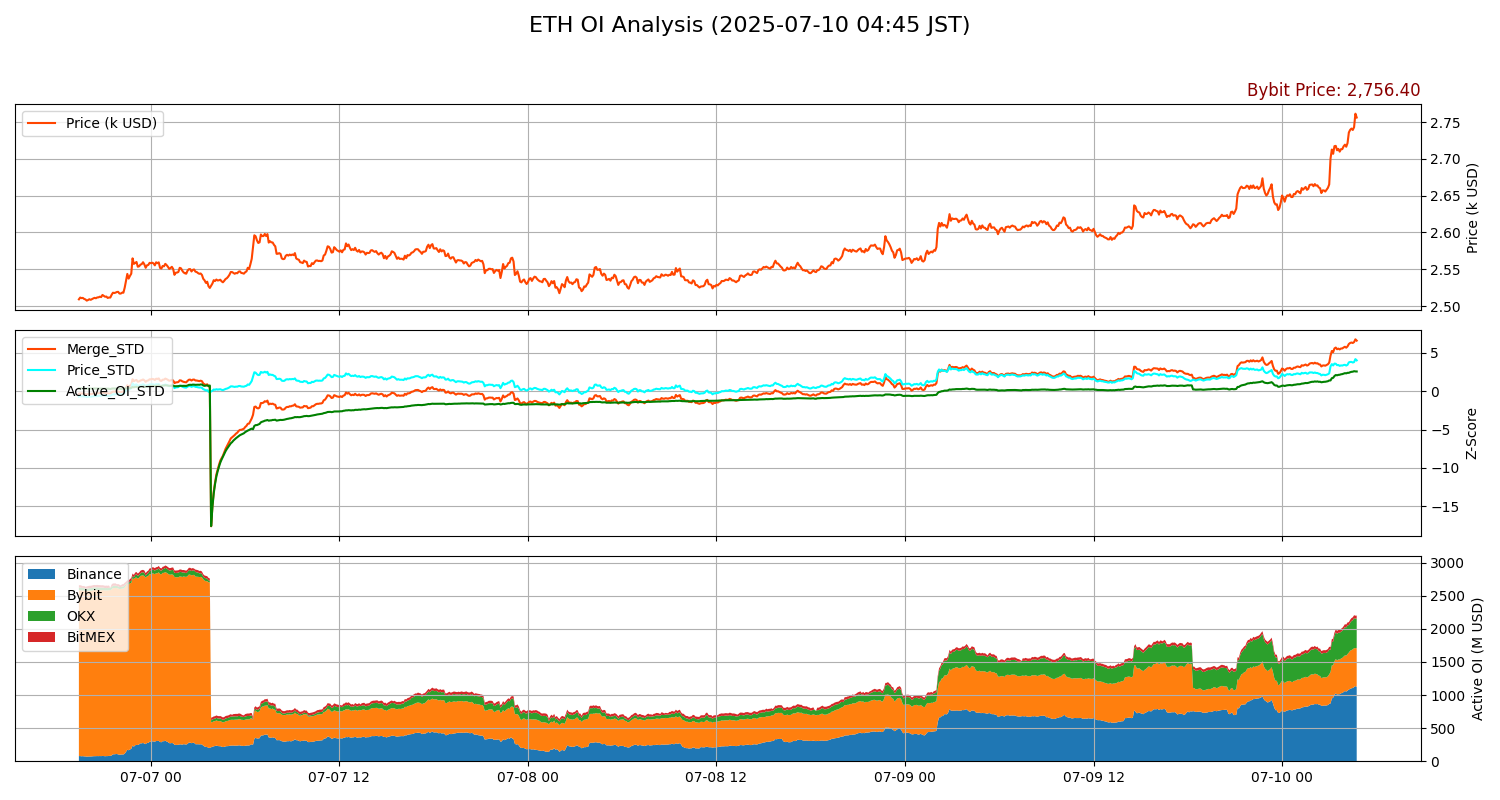 ETH OI Analysis (2025-07-10 04:45 JST)
Bybit Price: 2,756.40
Price (k USD)
2.75
2.70
2.65
2.60
2.55
2.50
Price (k USD)
Merge_STD
Price_STD
Active_OI_STD
5
0
−5
−10
−15
Z-Score
Binance
Bybit
OKX
BitMEX
3000
2500
2000
1500
1000
500
0
Active OI (M USD)
07-07 00
07-07 12
07-08 00
07-08 12
07-09 00
07-09 12
07-10 00